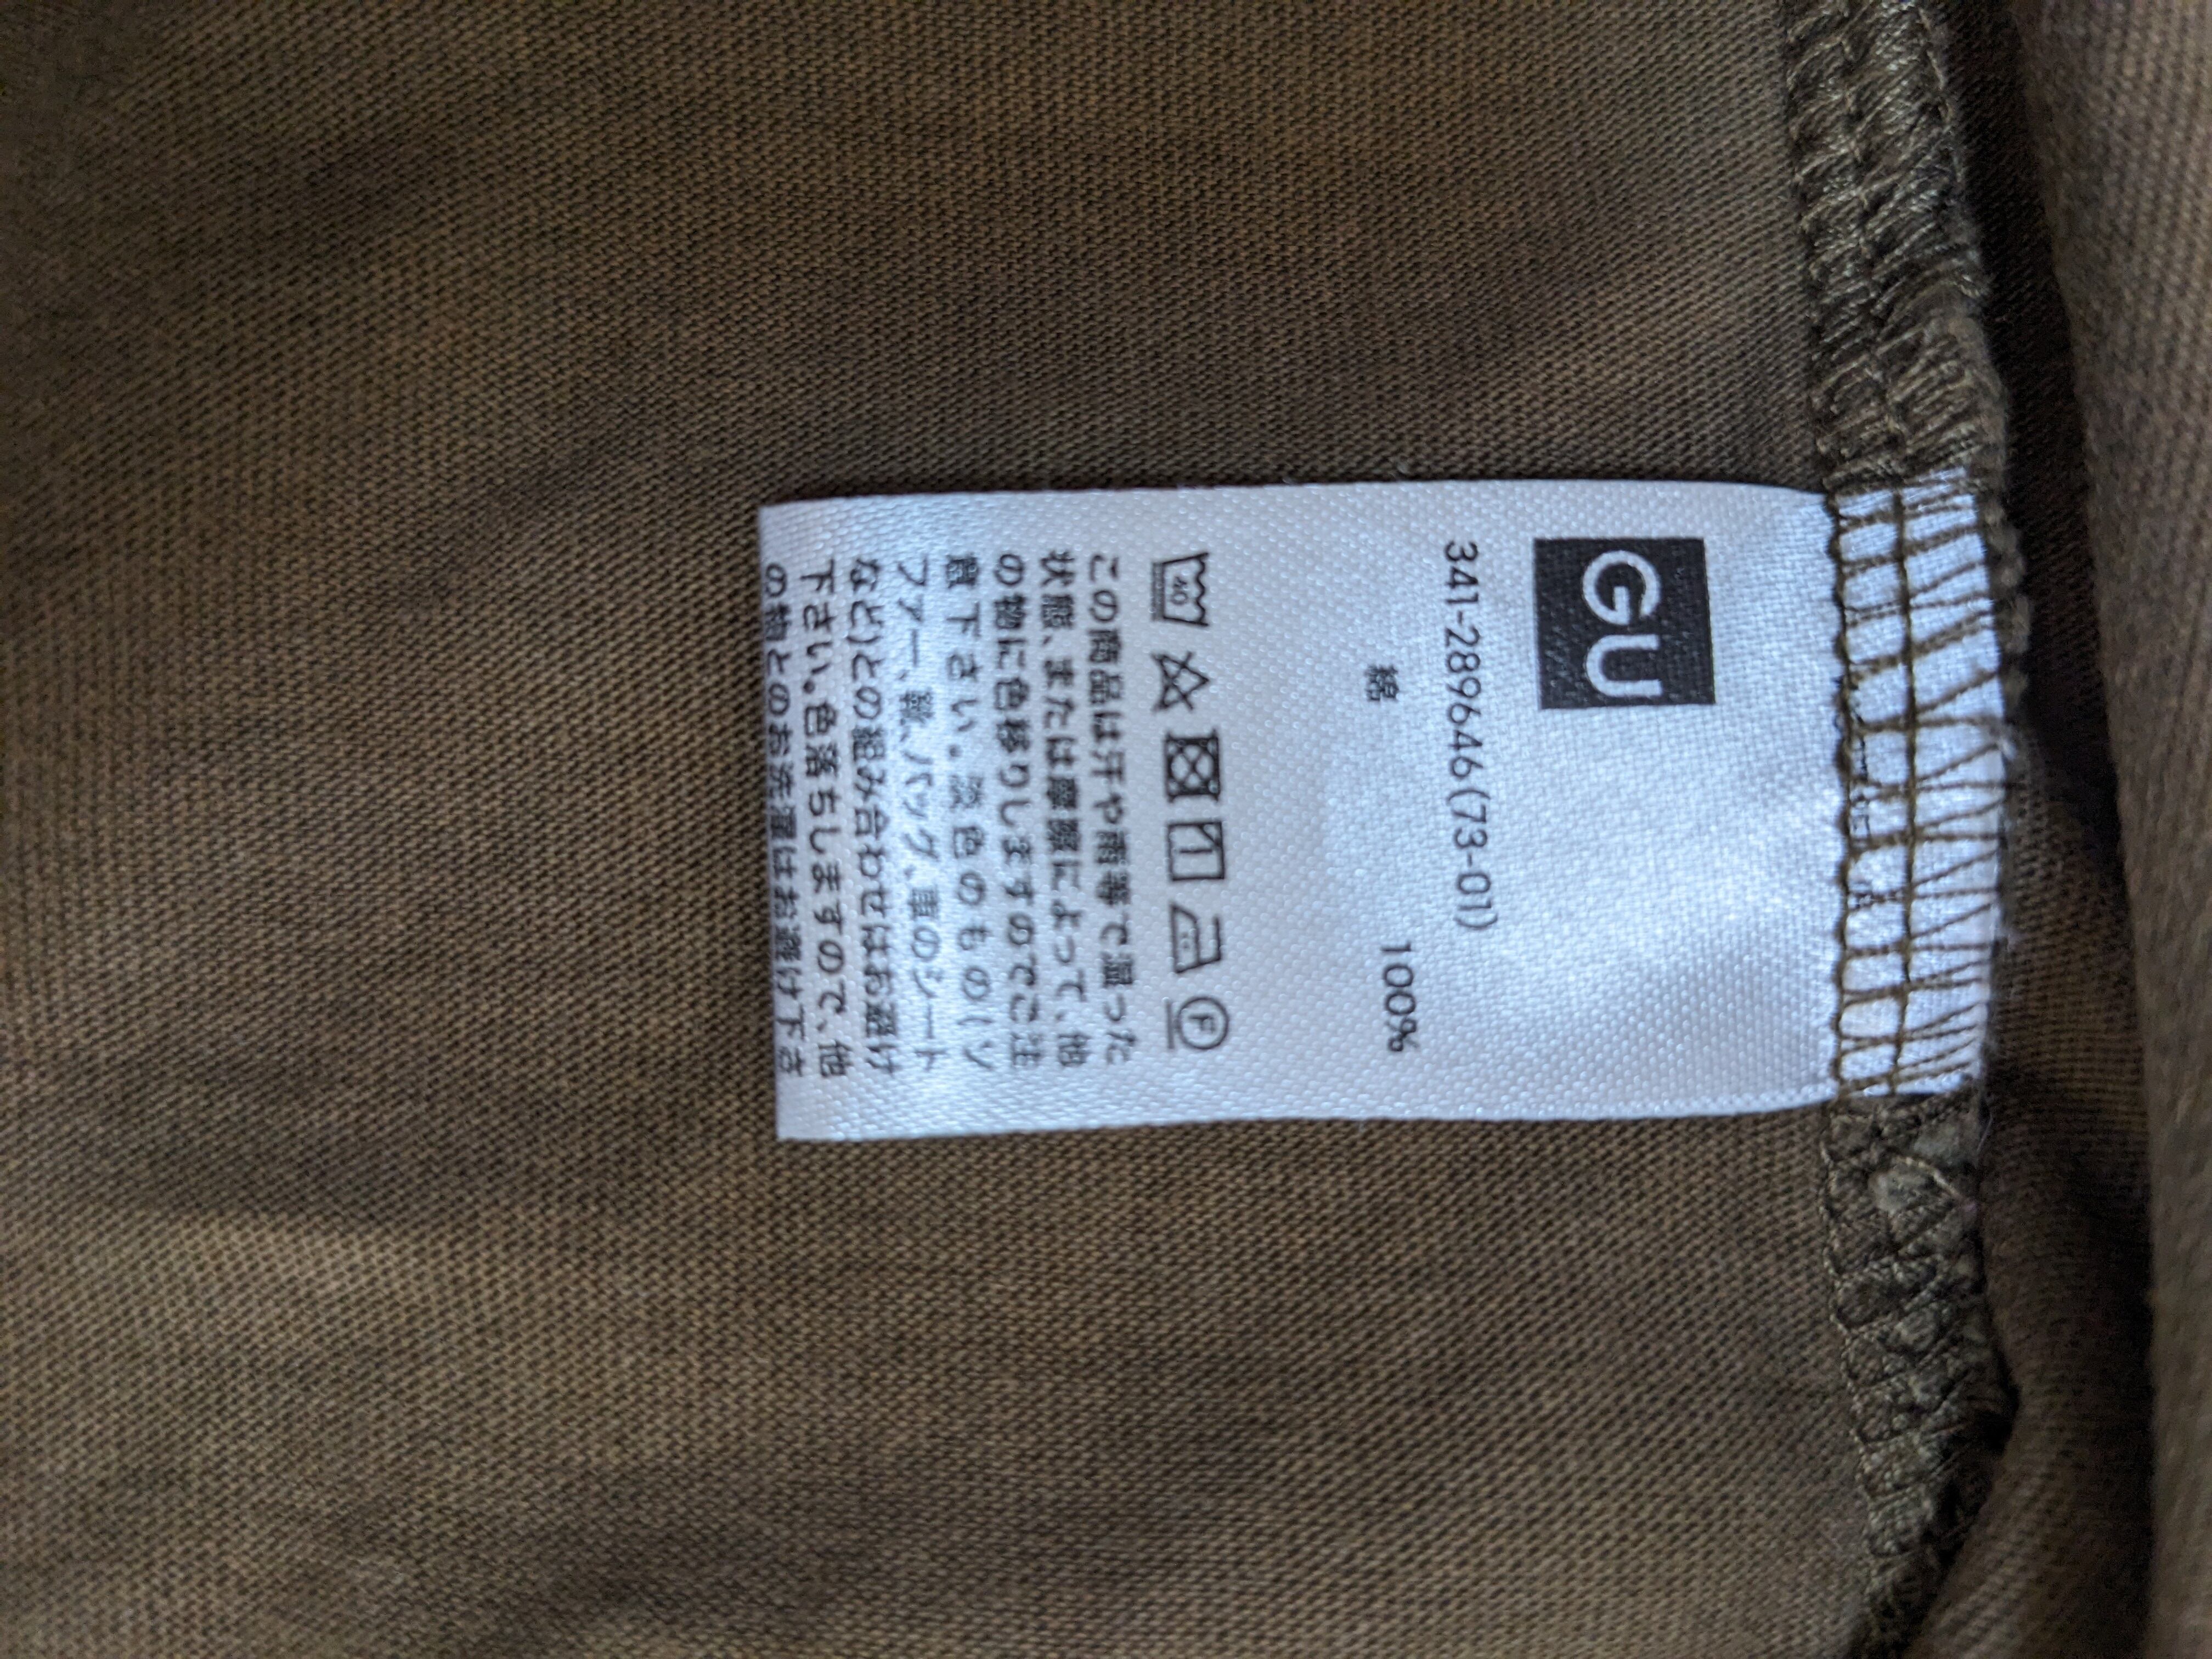 GU
341-289646(73-01)
綿 100%
40 F
この商品は汗や雨等で湿った
状態、または摩擦によって、他
の物に色移りしますのでご注
意下さい。淡色のもの(ソ
ファー、靴、バッグ、車のシート
など)との組み合わせはお避け
下さい。色落ちしますので、他
の物とのお洗濯はお避け下さ